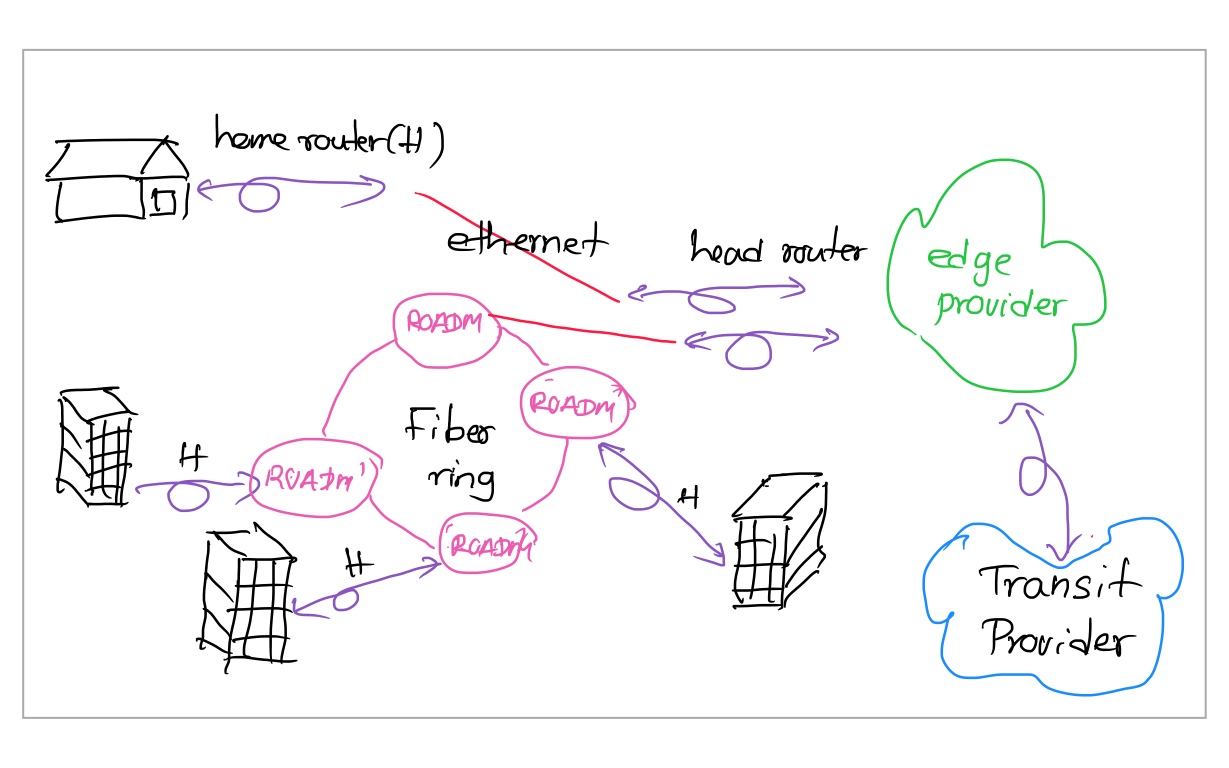 home router(H)
ethernet
head router
edge
provider
ROADM
ROADM
Fiber
ring
H
ROADM
H
H
ROADM
Transit
Provider